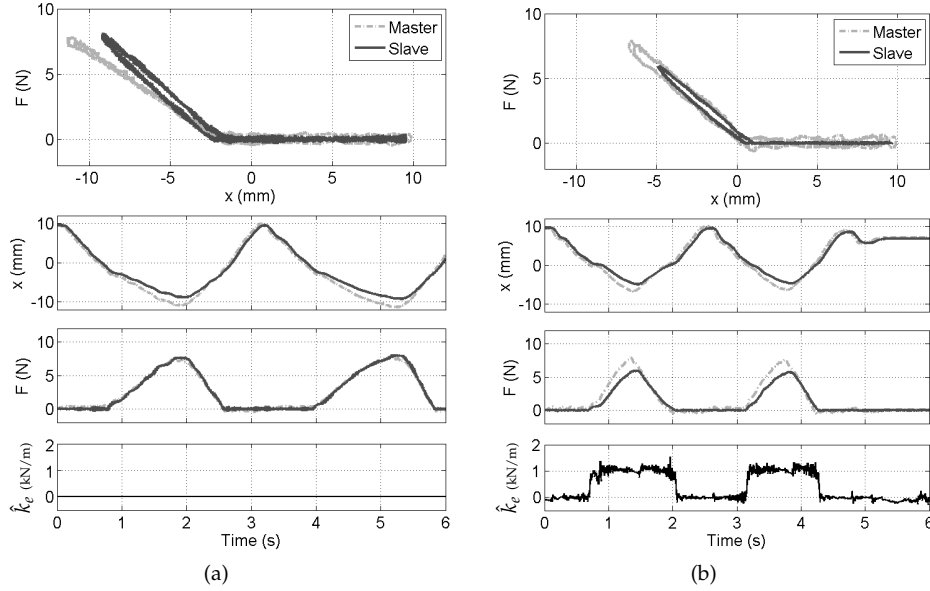 10
5
0
F (N)
Master
Slave
-10 -5 0 5 10
x (mm)
10
0
-10
x (mm)
10
5
0
F (N)
2
1
0
k̂e (kN/m)
0 1 2 3 4 5 6
Time (s)
(a)
10
5
0
F (N)
Master
Slave
-10 -5 0 5 10
x (mm)
10
0
-10
x (mm)
10
5
0
F (N)
2
1
0
k̂e (kN/m)
0 1 2 3 4 5 6
Time (s)
(b)